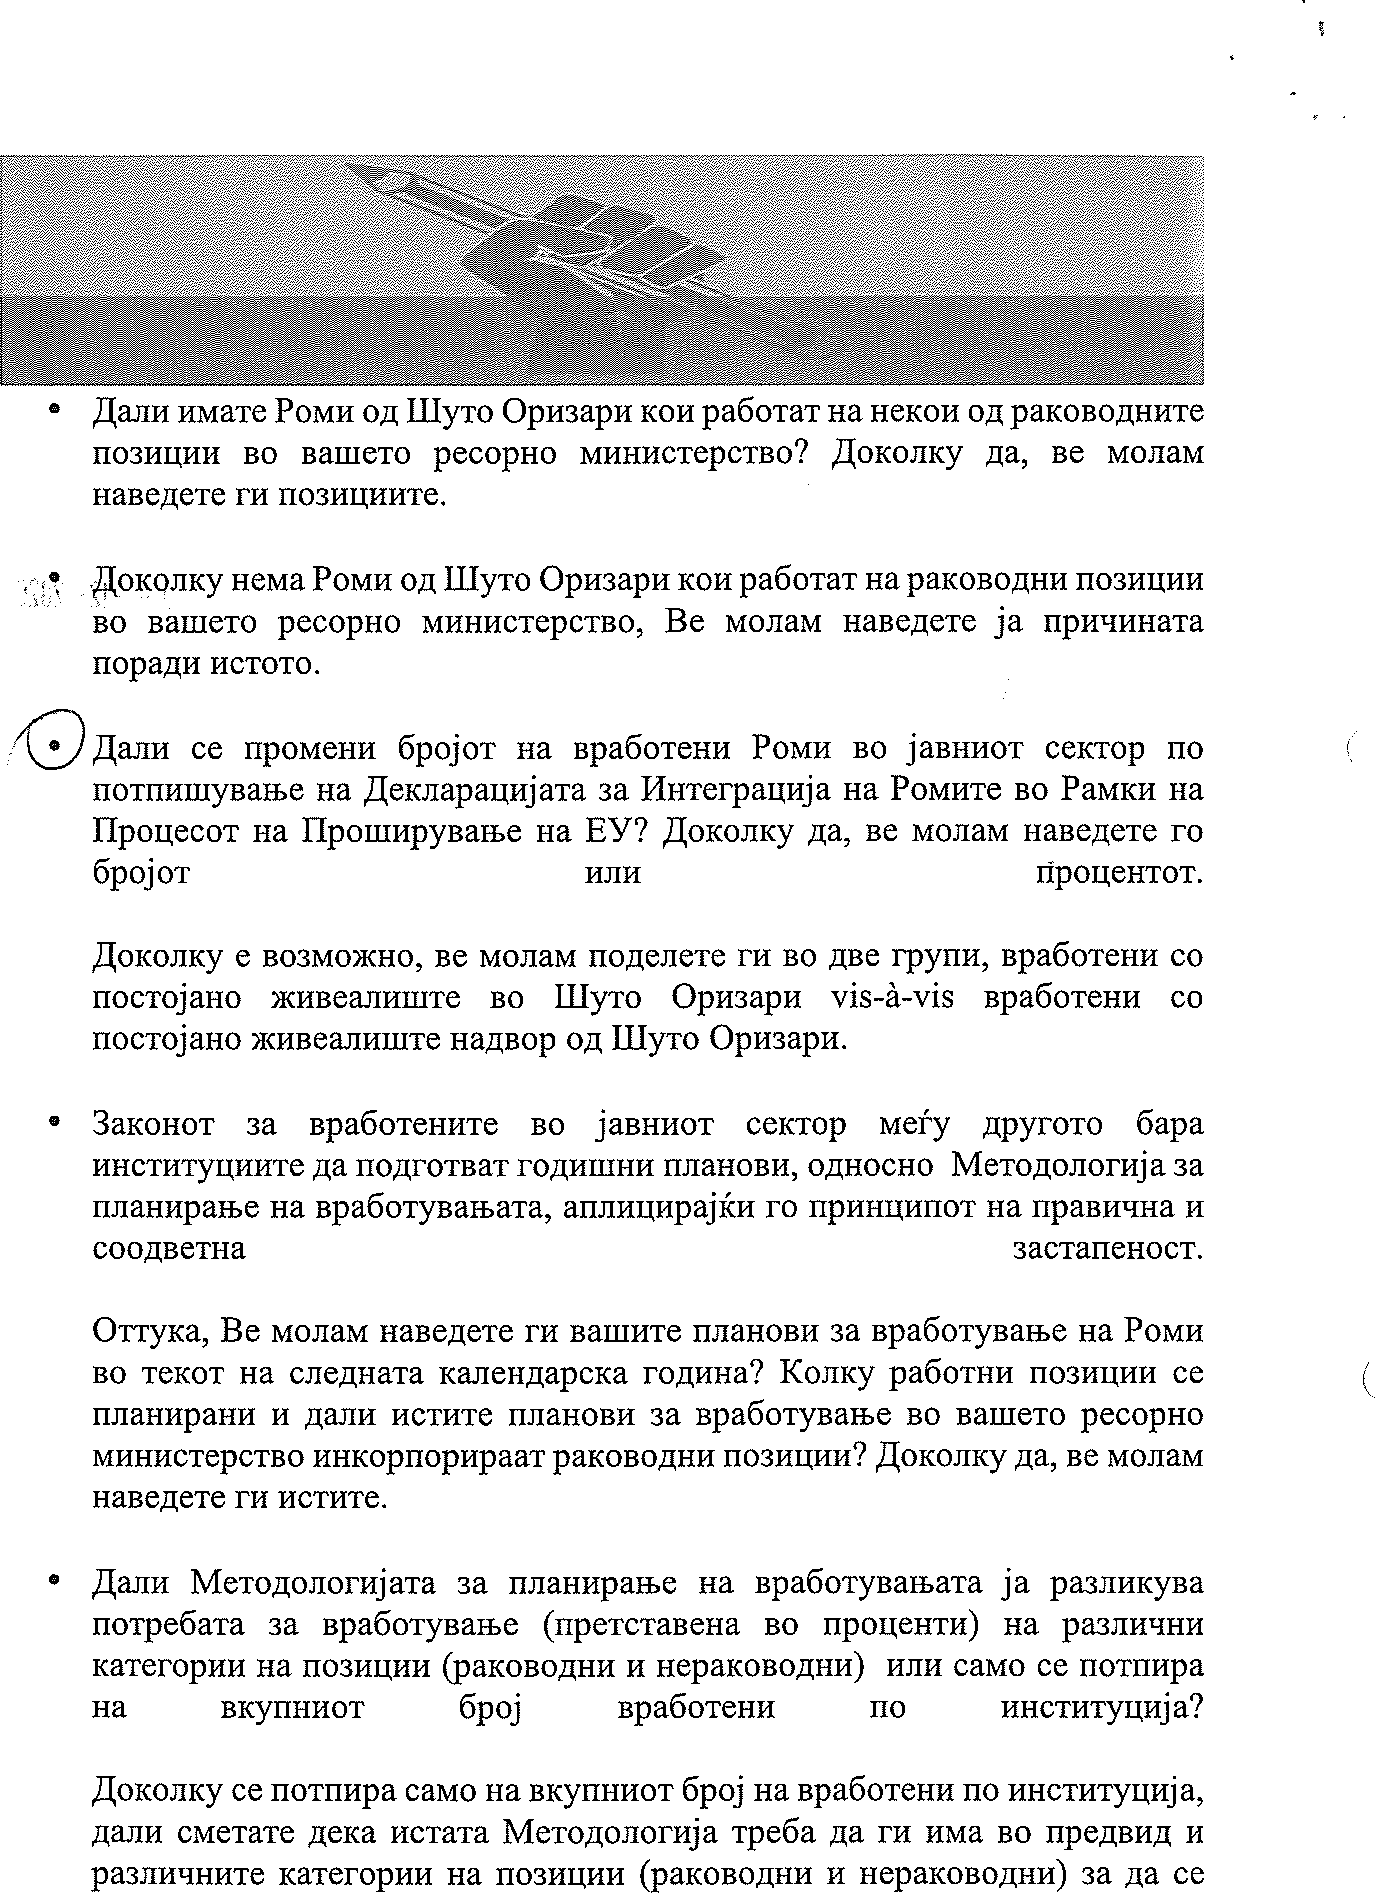 • Дали имате Роми од Шуто Оризари кои работат на некои од раководните
позиции во вашето ресорно министерство? Доколку да, ве молам
наведете ги позициите.
• Доколку нема Роми од Шуто Оризари кои работат на раководни позиции
во вашето ресорно министерство, Ве молам наведете ја причината
поради истото.
• Дали се промени бројот на вработени Роми во јавниот сектор по
потпишување на Декларацијата за Интеграција на Ромите во Рамки на
Процесот на Проширување на ЕУ? Доколку да, ве молам наведете го
бројот или процентот.
Доколку е возможно, ве молам поделете ги во две групи, вработени со
постојано живеалиште во Шуто Оризари vis-à-vis вработени со
постојано живеалиште надвор од Шуто Оризари.
• Законот за вработените во јавниот сектор меѓу другото бара
институциите да подготват годишни планови, односно Методологија за
планирање на вработувањата, аплицирајќи го принципот на правична и
соодветна застапеност.
Оттука, Ве молам наведете ги вашите планови за вработување на Роми
во текот на следната календарска година? Колку работни позиции се
планирани и дали истите планови за вработување во вашето ресорно
министерство инкорпорираат раководни позиции? Доколку да, ве молам
наведете ги истите.
• Дали Методологијата за планирање на вработувањата ја разликува
потребата за вработување (претставена во проценти) на различни
категории на позиции (раководни и нераководни) или само се потпира
на вкупниот број вработени по институција?
Доколку се потпира само на вкупниот број на вработени по институција,
дали сметате дека истата Методологија треба да ги има во предвид и
различните категории на позиции (раководни и нераководни) за да се